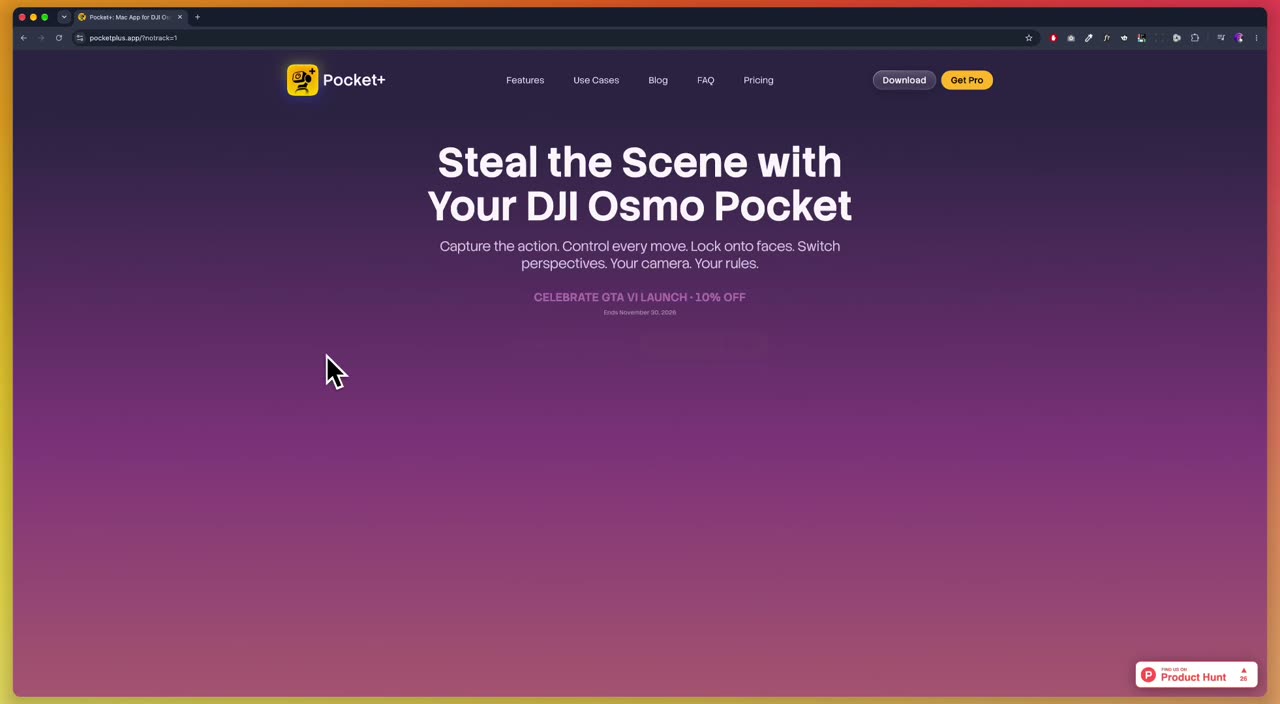 Pocket+: Mac App for DJI Os
pocketplus.app/?notrack=1
Pocket+
Features
Use Cases
Blog
FAQ
Pricing
Download
Get Pro
Steal the Scene with
Your DJI Osmo Pocket
Capture the action. Control every move. Lock onto faces. Switch
perspectives. Your camera. Your rules.
CELEBRATE GTA VI LAUNCH · 10% OFF
Ends November 30, 2026
FIND US ON
Product Hunt
26